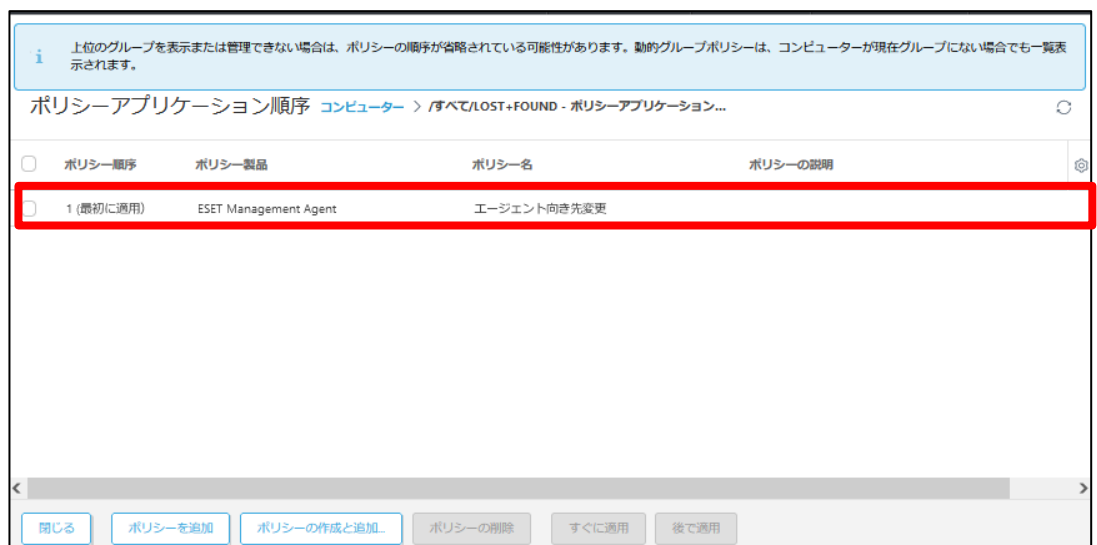 上位のグループを表示または管理できない場合は、ポリシーの順序が省略されている可能性があります。動的グループポリシーは、コンピューターが現在グループにない場合でも一覧表
示されます。
ポリシーアプリケーション順序 コンピューター > /すべて/LOST+FOUND - ポリシーアプリケーション...
ポリシー順序 ポリシー製品 ポリシー名 ポリシーの説明
1 (最初に適用) ESET Management Agent エージェント向き先変更
閉じる ポリシーを追加 ポリシーの作成と追加... ポリシーの削除 すぐに適用 後で適用